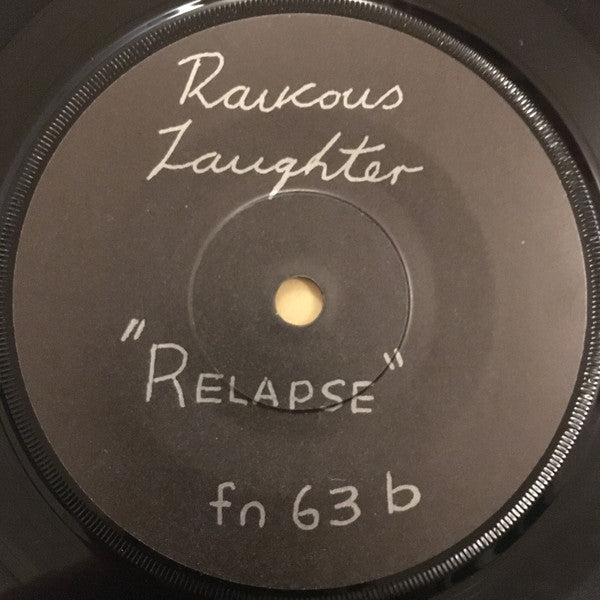 Raucous
Laughter
"RELAPSE"
fn 63 b